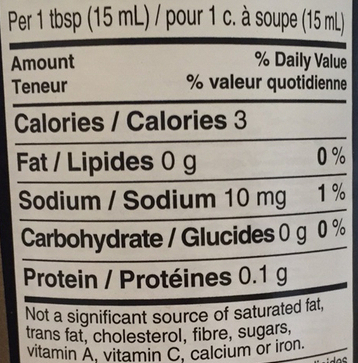 Per 1 tbsp (15 mL) / pour 1 c. à soupe (15 mL)
Amount % Daily Value
Teneur % valeur quotidienne
Calories / Calories 3
Fat / Lipides 0 g 0 %
Sodium / Sodium 10 mg 1 %
Carbohydrate / Glucides 0 g 0 %
Protein / Protéines 0.1 g
Not a significant source of saturated fat,
trans fat, cholesterol, fibre, sugars,
vitamin A, vitamin C, calcium or iron.